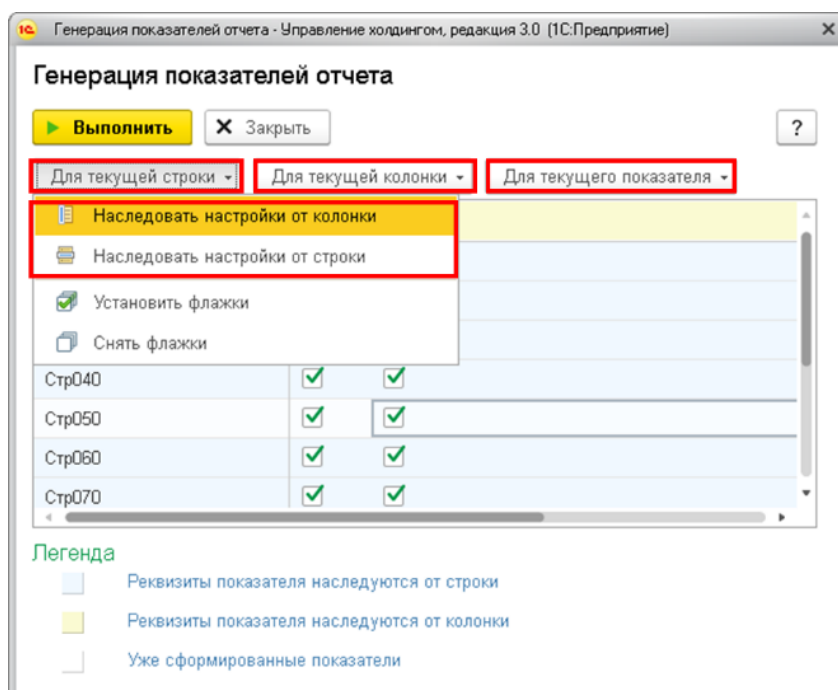 1С Генерация показателей отчета - Управление холдингом, редакция 3.0 (1С:Предприятие)
Генерация показателей отчета
Выполнить Закрыть ?
Для текущей строки Для текущей колонки Для текущего показателя
Наследовать настройки от колонки
Наследовать настройки от строки
Установить флажки
Снять флажки
Стр040
Стр050
Стр060
Стр070
Легенда
Реквизиты показателя наследуются от строки
Реквизиты показателя наследуются от колонки
Уже сформированные показатели